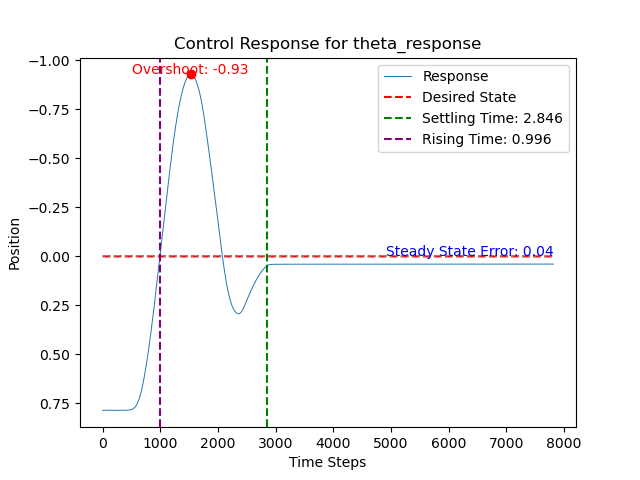 Control Response for theta_response
−1.00
−0.75
−0.50
−0.25
0.00
0.25
0.50
0.75
Position
Overshoot: -0.93
Response
Desired State
Settling Time: 2.846
Rising Time: 0.996
Steady State Error: 0.04
0 1000 2000 3000 4000 5000 6000 7000 8000
Time Steps